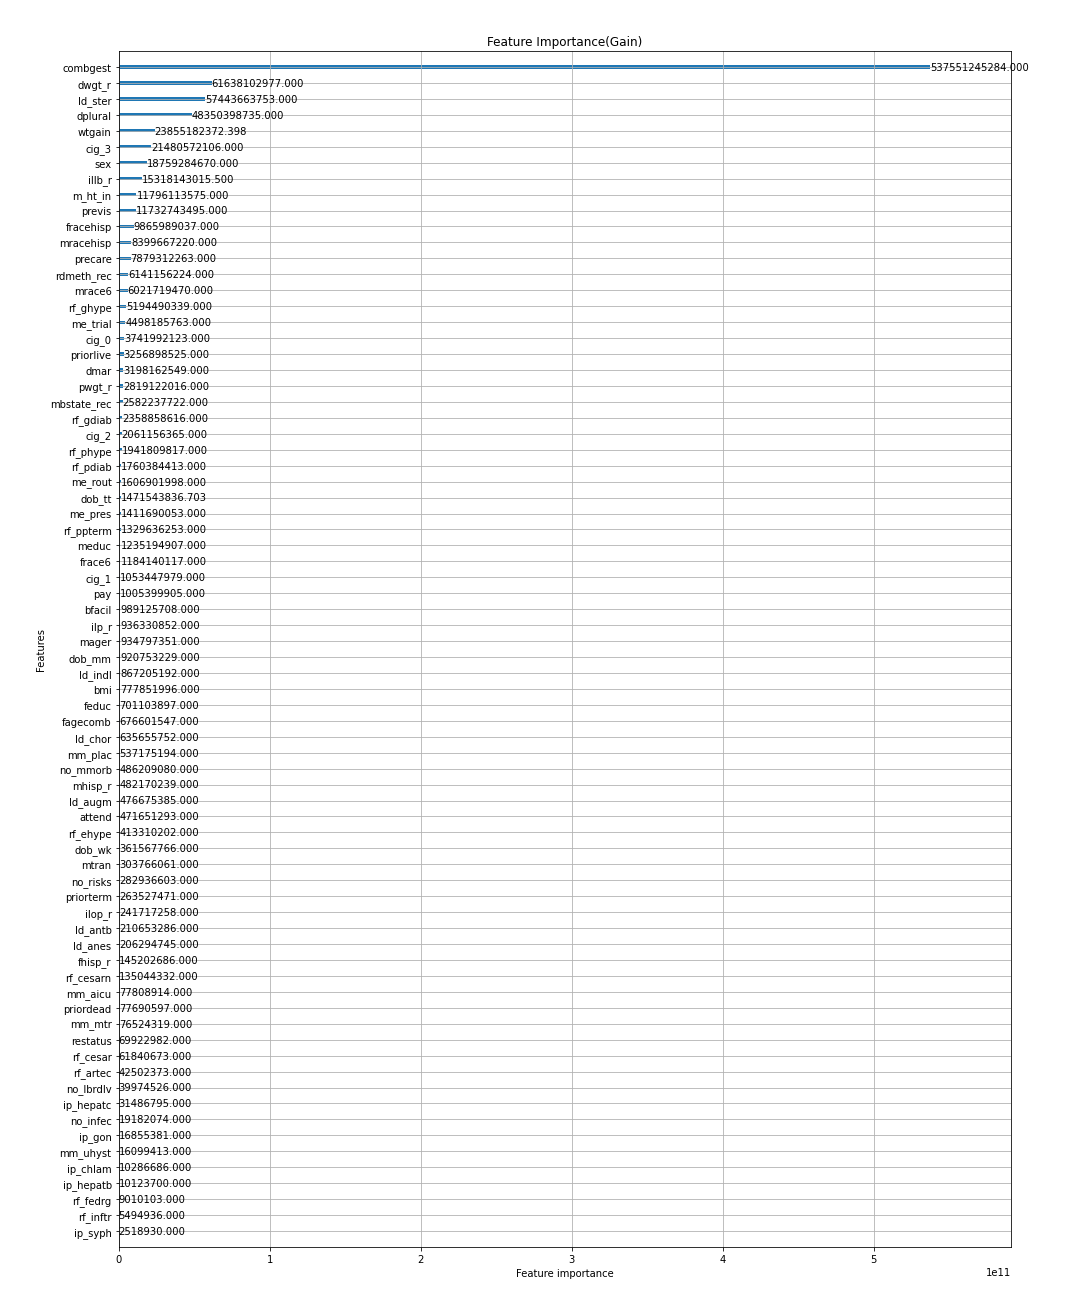 Feature Importance(Gain)
combgest 537551245284.000
dwgt_r 61638102977.000
ld_ster 57443663753.000
dplural 48350398735.000
wtgain 23855182372.398
cig_3 21480572106.000
sex 18759284670.000
illb_r 15318143015.500
m_ht_in 11796113575.000
previs 11732743495.000
fracehisp 9865989037.000
mracehisp 8399667220.000
precare 7879312263.000
rdmeth_rec 6141156224.000
mrace6 6021719470.000
rf_ghype 5194490339.000
me_trial 4498185763.000
cig_0 3741992123.000
priorlive 3256898525.000
dmar 3198162549.000
pwgt_r 2819122016.000
mbstate_rec 2582237722.000
rf_gdiab 2358858616.000
cig_2 2061156365.000
rf_phype 1941809817.000
rf_pdiab 1760384413.000
me_rout 1606901998.000
dob_tt 1471543836.703
me_pres 1411690053.000
rf_ppterm 1329636253.000
meduc 1235194907.000
frace6 1184140117.000
cig_1 1053447979.000
pay 1005399905.000
bfacil 989125708.000
ilp_r 936330852.000
mager 934797351.000
dob_mm 920753229.000
ld_indl 867205192.000
bmi 777851996.000
feduc 701103897.000
fagecomb 676601547.000
ld_chor 635655752.000
mm_plac 537175194.000
no_mmorb 486209080.000
mhisp_r 482170239.000
ld_augm 476675385.000
attend 471651293.000
rf_ehype 413310202.000
dob_wk 361567766.000
mtran 303766061.000
no_risks 282936603.000
priorterm 263527471.000
ilop_r 241717258.000
ld_antb 210653286.000
ld_anes 206294745.000
fhisp_r 145202686.000
rf_cesarn 135044332.000
mm_aicu 77808914.000
priordead 77690597.000
mm_mtr 76524319.000
restatus 69922982.000
rf_cesar 61840673.000
rf_artec 42502373.000
no_lbrdlv 39974526.000
ip_hepatc 31486795.000
no_infec 19182074.000
ip_gon 16855381.000
mm_uhyst 16099413.000
ip_chlam 10286686.000
ip_hepatb 10123700.000
rf_fedrg 9010103.000
rf_inftr 5494936.000
ip_syph 2518930.000
Features
0 1 2 3 4 5
1e11
Feature importance